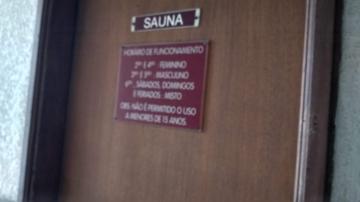 SAUNA
HORÁRIO DE FUNCIONAMENTO
2ªˢ E 4ªˢ : FEMININO
3ªˢ E 5ªˢ : MASCULINO
6ªˢ, SÁBADOS, DOMINGOS
E FERIADOS : MISTO
OBS: NÃO É PERMITIDO O USO
A MENORES DE 15 ANOS.